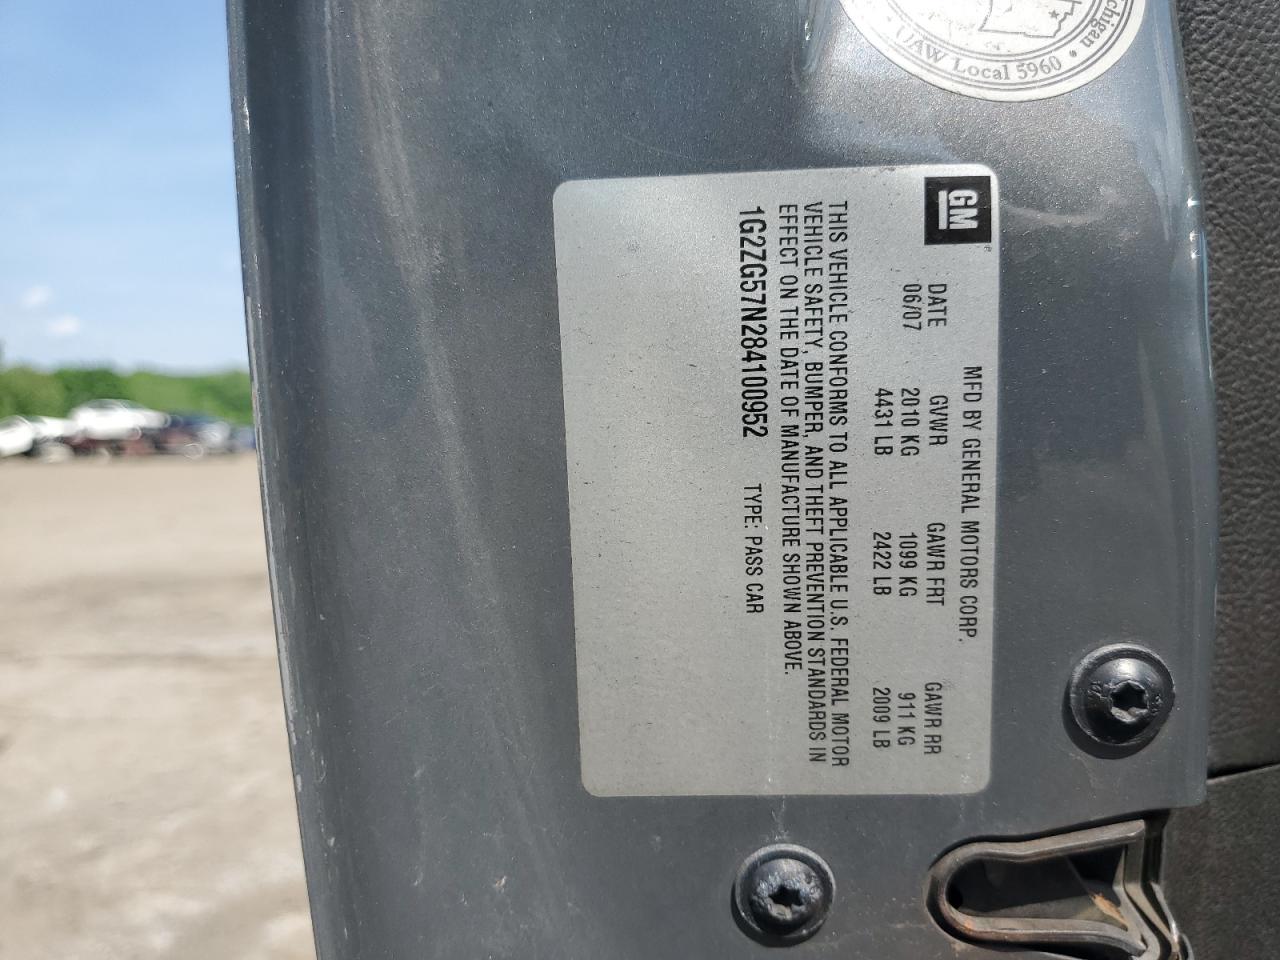 GM
MFD BY GENERAL MOTORS CORP.
DATE GVWR GAWR FRT GAWR RR
06/07 2010 KG 1099 KG 911 KG
4431 LB 2422 LB 2009 LB
THIS VEHICLE CONFORMS TO ALL APPLICABLE U.S. FEDERAL MOTOR
VEHICLE SAFETY, BUMPER, AND THEFT PREVENTION STANDARDS IN
EFFECT ON THE DATE OF MANUFACTURE SHOWN ABOVE.
1G2ZG57N284100952 TYPE: PASS CAR
UAW Local 5960 •